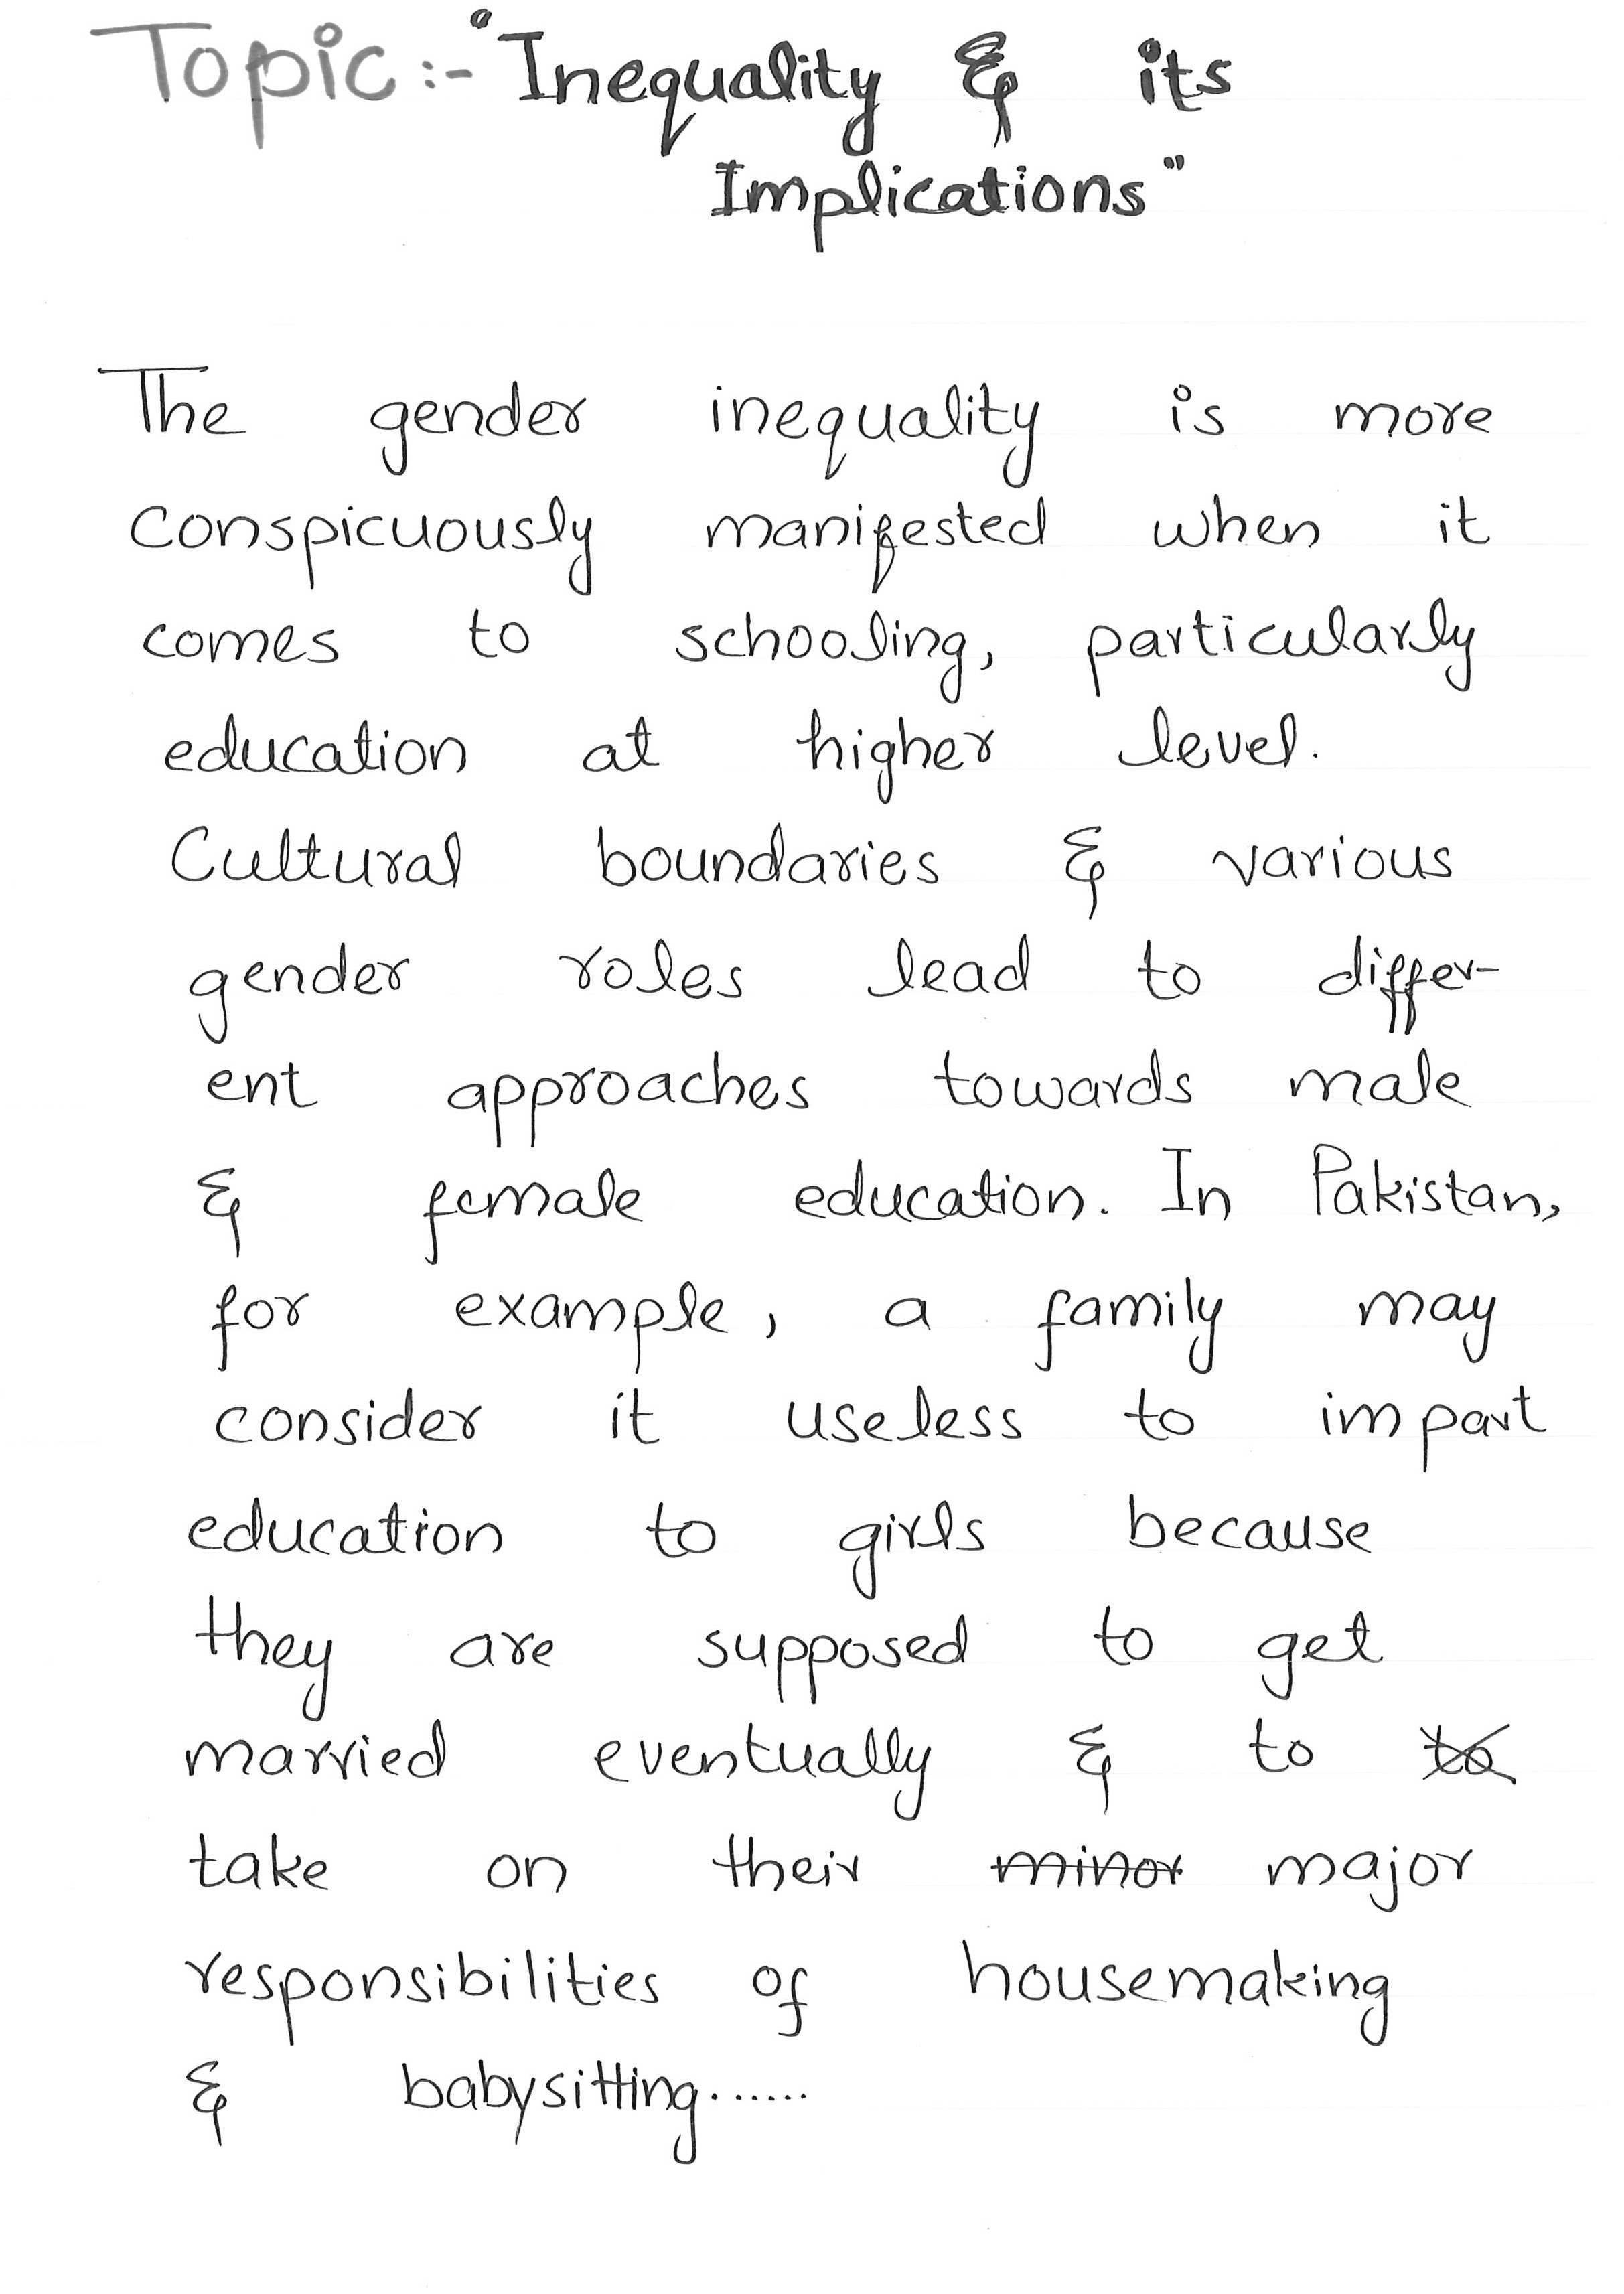 Topic:- "Inequality & its
Implications"
The gender inequality is more
conspicuously manifested when it
comes to schooling, particularly
education at higher level.
Cultural boundaries & various
gender roles lead to differ-
ent approaches towards male
& female education. In Pakistan,
for example, a family may
consider it useless to impart
education to girls because
they are supposed to get
married eventually & to to
take on their minor major
responsibilities of housemaking
& babysitting......